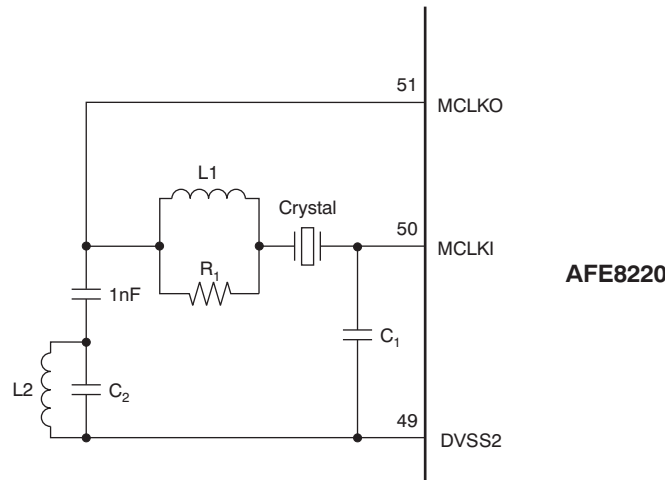 51
MCLKO
L1
Crystal
50
MCLKI
R1
AFE8220
1nF
C1
L2
C2
49
DVSS2